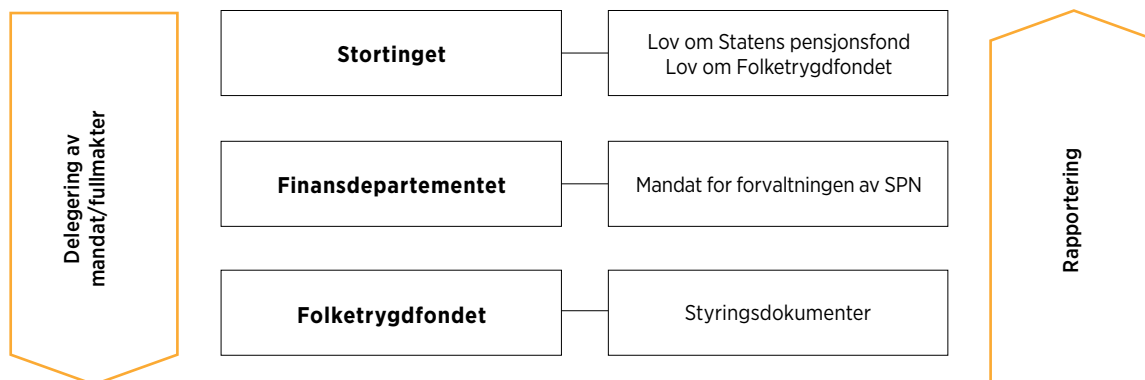 Delegering av
mandat/fullmakter
Stortinget
Lov om Statens pensjonsfond
Lov om Folketrygdfondet
Finansdepartementet
Mandat for forvaltningen av SPN
Folketrygdfondet
Styringsdokumenter
Rapportering